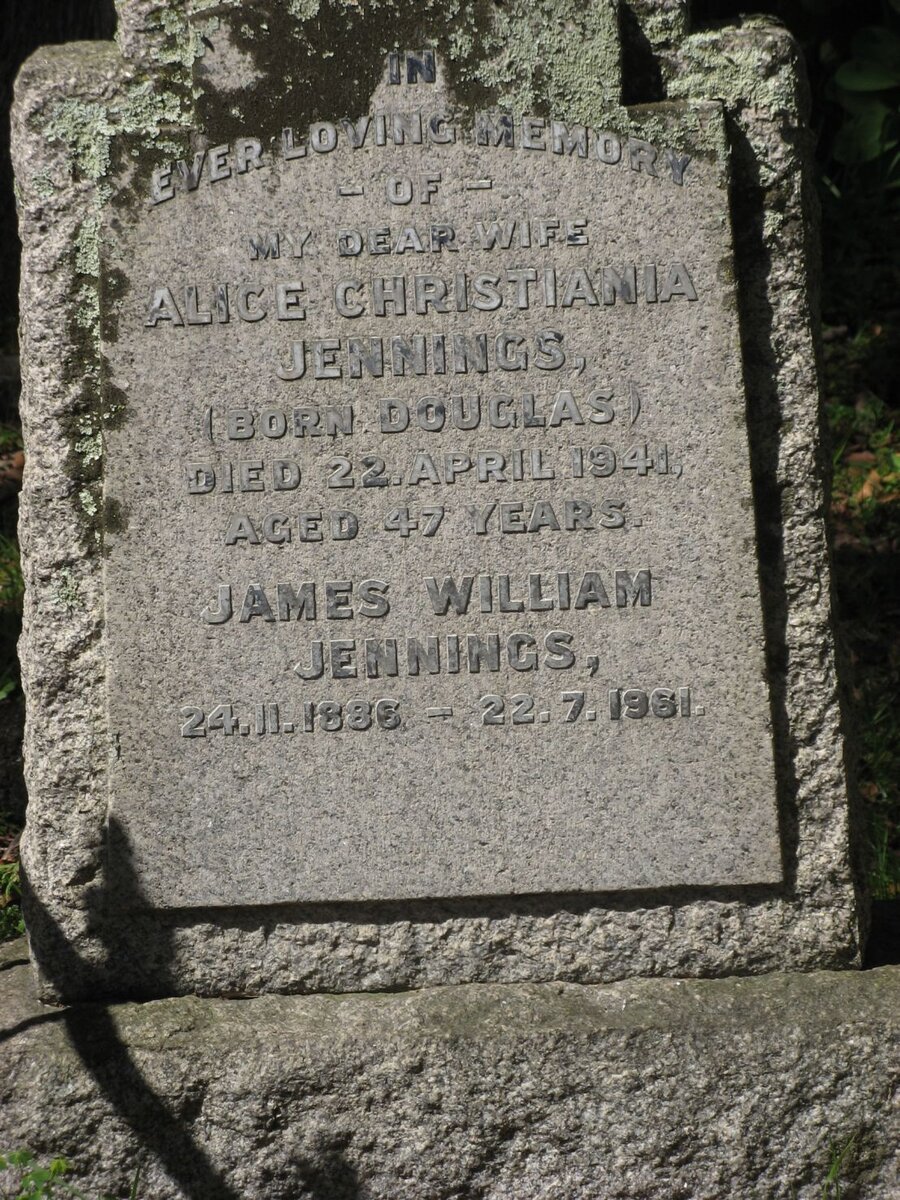 IN
EVER LOVING MEMORY
- OF -
MY DEAR WIFE
ALICE CHRISTIANIA
JENNINGS,
(BORN DOUGLAS)
DIED 22. APRIL 1941,
AGED 47 YEARS.
JAMES WILLIAM
JENNINGS,
24.11.1886 - 22.7.1961.